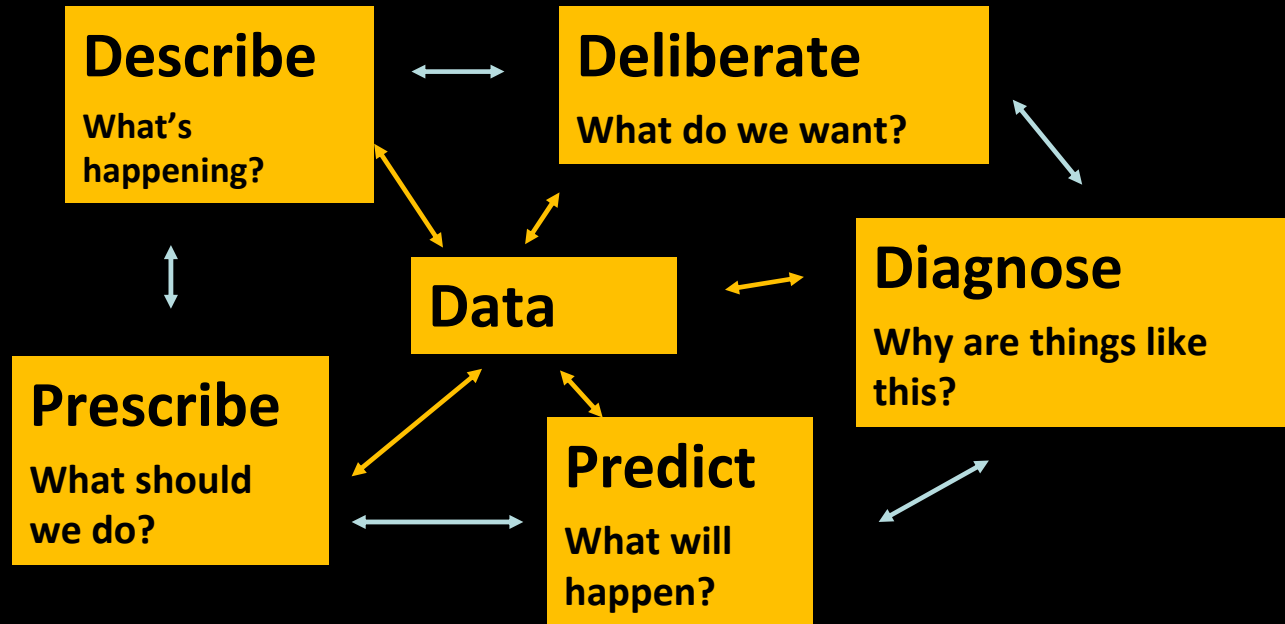 Describe
What's
happening?
Deliberate
What do we want?
Data
Diagnose
Why are things like
this?
Prescribe
What should
we do?
Predict
What will
happen?